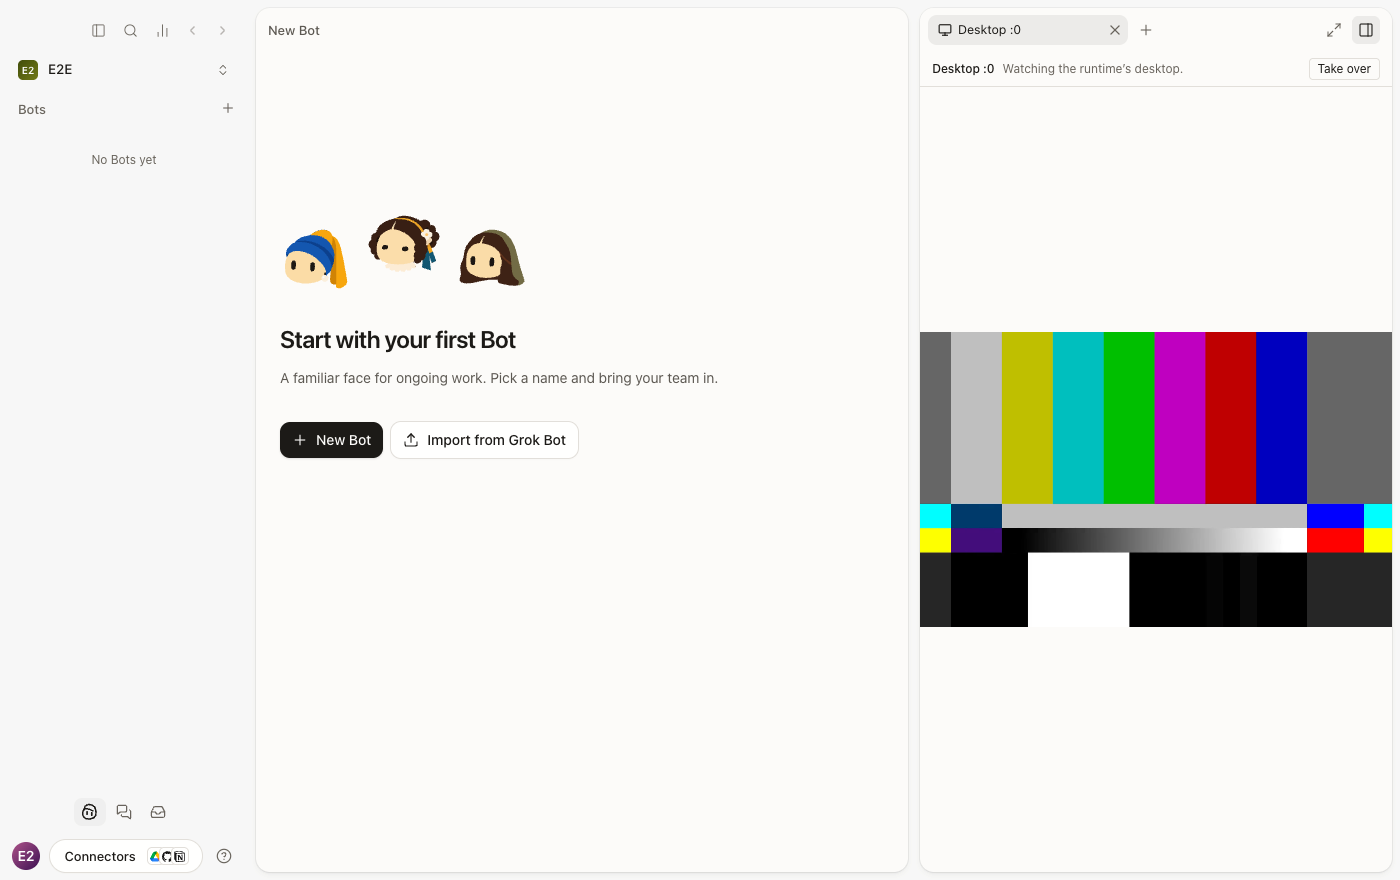 E2 E2E
Bots
No Bots yet
E2 Connectors
New Bot
Start with your first Bot
A familiar face for ongoing work. Pick a name and bring your team in.
New Bot
Import from Grok Bot
Desktop :0
Desktop :0 Watching the runtime's desktop.
Take over